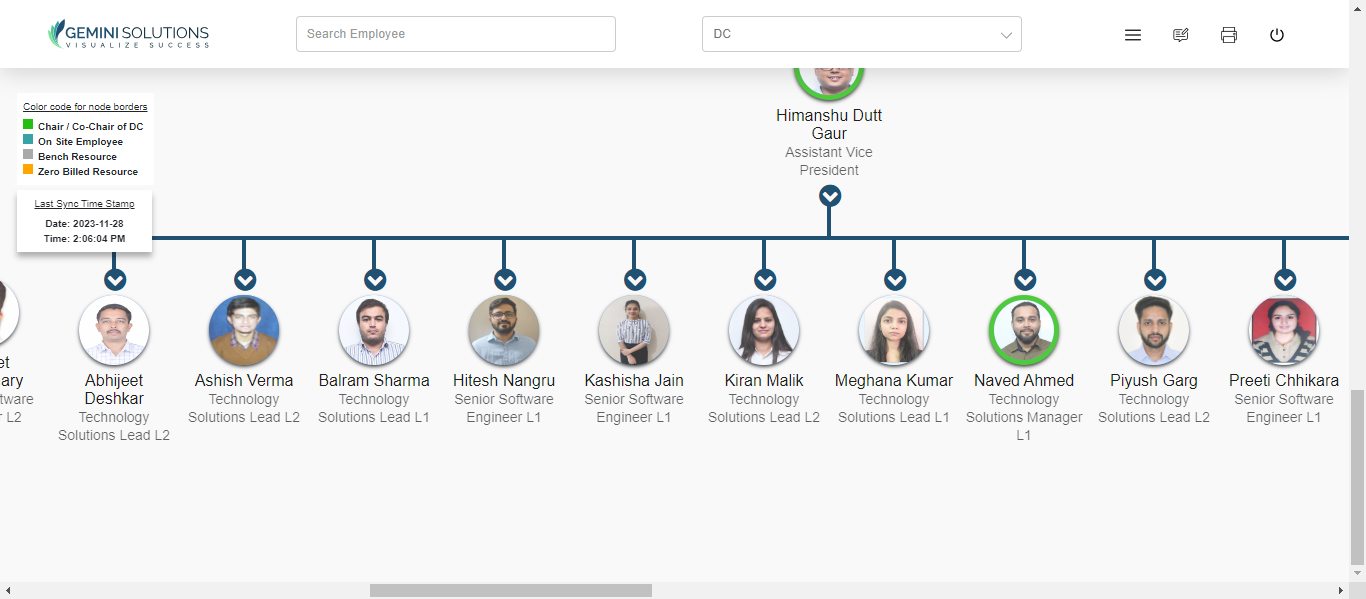 GEMINI SOLUTIONS
VISUALIZE SUCCESS
Search Employee
DC
Color code for node borders
Chair / Co-Chair of DC
On Site Employee
Bench Resource
Zero Billed Resource
Last Sync Time Stamp
Date: 2023-11-28
Time: 2:06:04 PM
Himanshu Dutt
Gaur
Assistant Vice
President
et
ary
tware
r L2
Abhijeet
Deshkar
Technology
Solutions Lead L2
Ashish Verma
Technology
Solutions Lead L2
Balram Sharma
Technology
Solutions Lead L1
Hitesh Nangru
Senior Software
Engineer L1
Kashisha Jain
Senior Software
Engineer L1
Kiran Malik
Technology
Solutions Lead L2
Meghana Kumar
Technology
Solutions Lead L1
Naved Ahmed
Technology
Solutions Manager
L1
Piyush Garg
Technology
Solutions Lead L2
Preeti Chhikara
Senior Software
Engineer L1